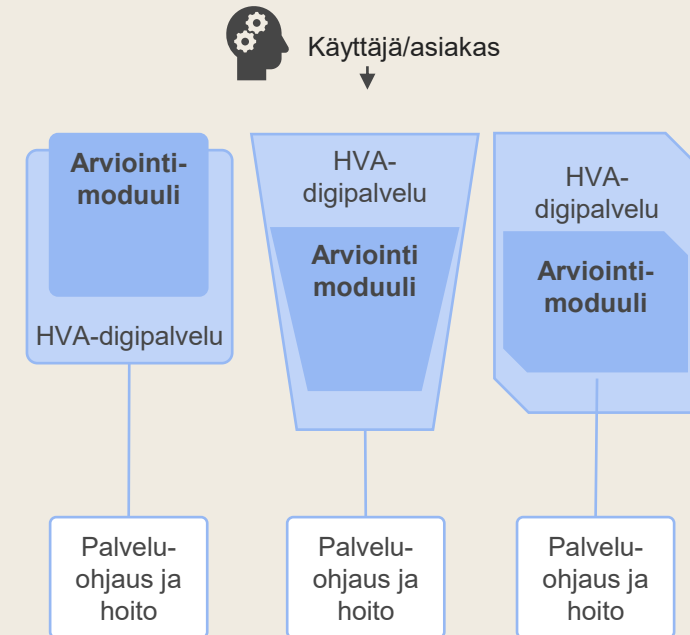 Käyttäjä/asiakas
Arviointi-
moduuli
HVA-digipalvelu
HVA-
digipalvelu
Arviointi
moduuli
HVA-
digipalvelu
Arviointi-
moduuli
Palvelu-
ohjaus ja
hoito
Palvelu-
ohjaus ja
hoito
Palvelu-
ohjaus ja
hoito